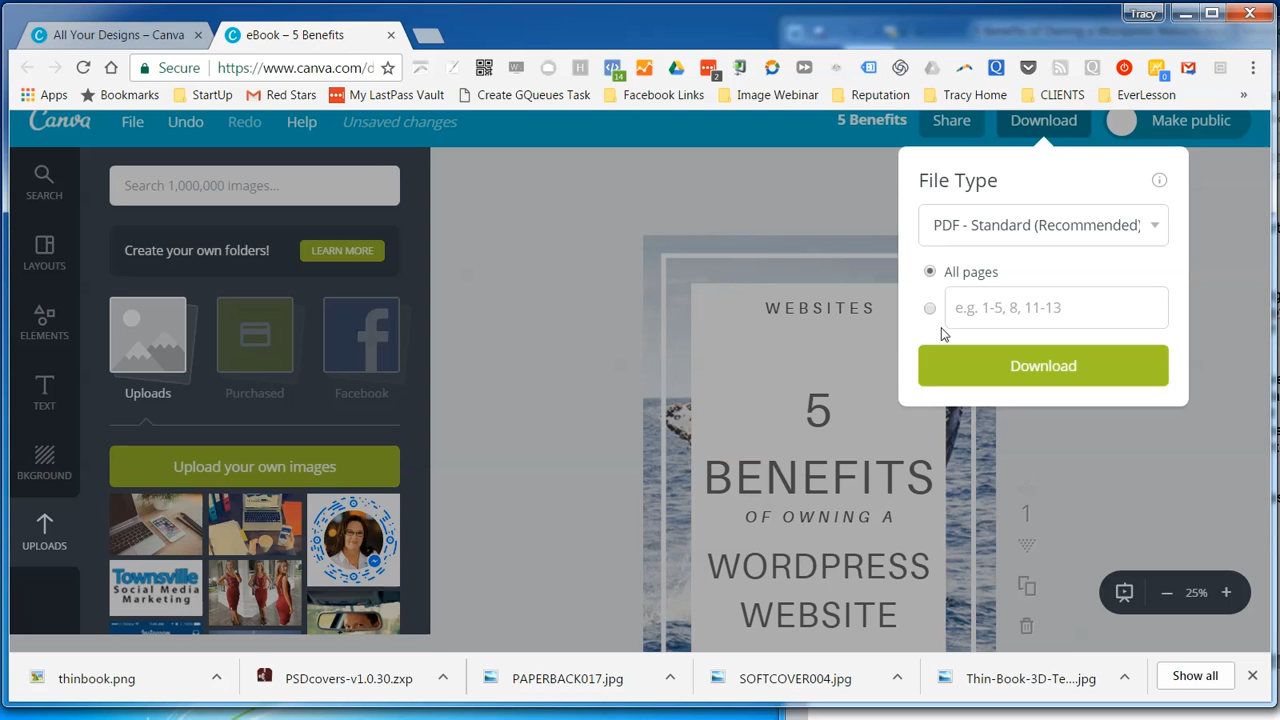 Tracy
All Your Designs – Canva
eBook – 5 Benefits
Secure
https://www.canva.com/d
14
2
0
Apps
Bookmarks
StartUp
Red Stars
My LastPass Vault
Create GQueues Task
Facebook Links
Image Webinar
Reputation
Tracy Home
CLIENTS
EverLesson
»
Canva
File
Undo
Redo
Help
Unsaved changes
5 Benefits
Share
Download
Make public
SEARCH
LAYOUTS
ELEMENTS
TEXT
BKGROUND
UPLOADS
Search 1,000,000 images...
Create your own folders!
LEARN MORE
Uploads
Purchased
Facebook
Upload your own images
Townsville
Social Media
Marketing
File Type
PDF - Standard (Recommended)
All pages
e.g. 1-5, 8, 11-13
Download
WEBSITES
5
BENEFITS
OF OWNING A
WORDPRESS
WEBSITE
1
25%
thinbook.png
PSDcovers-v1.0.30.zxp
PAPERBACK017.jpg
SOFTCOVER004.jpg
Thin-Book-3D-Te....jpg
Show all